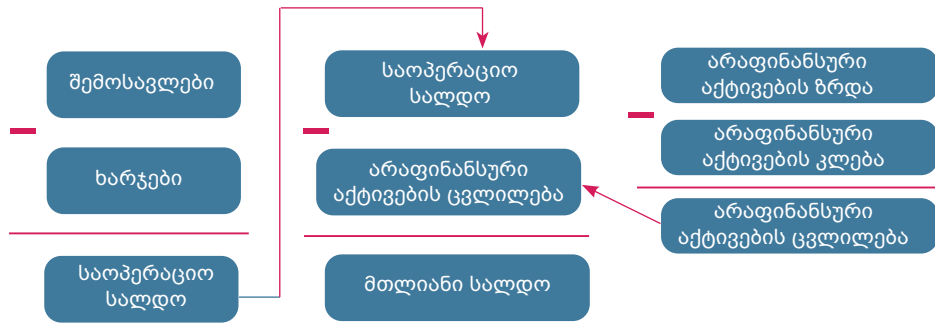 შემოსავლები
ხარჯები
საოპერაციო
სალდო
საოპერაციო
სალდო
არაფინანსური
აქტივების ცვლილება
მთლიანი სალდო
არაფინანსური
აქტივების ზრდა
არაფინანსური
აქტივების კლება
არაფინანსური
აქტივების ცვლილება